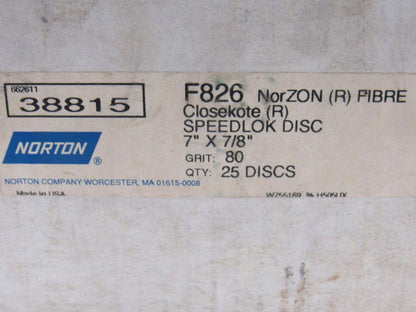 662611
38815
F826 NorZON (R) FIBRE
Closekote (R)
SPEEDLOK DISC
7" X 7/8"
GRIT: 80
QTY: 25 DISCS
NORTON ®
NORTON COMPANY WORCESTER, MA 01615-0008
Made in USA